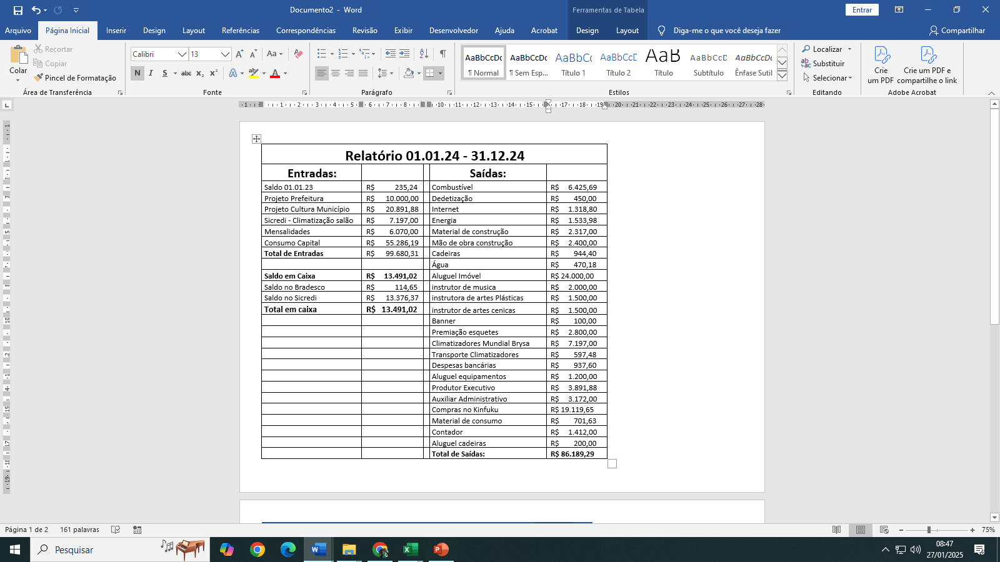 Documento2 - Word
Ferramentas de Tabela
Entrar
Arquivo Página Inicial Inserir Design Layout Referências Correspondências Revisão Exibir Desenvolvedor Ajuda Acrobat Design Layout Diga-me o que você deseja fazer Compartilhar
Colar
Recortar
Copiar
Pincel de Formatação
Área de Transferência
Calibri 13
N I S abc x₂ x²
Fonte
Parágrafo
AaBbCcDc AaBbCcDc AaBbCc AaBbCcD AaB AaBbCcD AaBbCcDc
¶ Normal ¶ Sem Esp... Título 1 Título 2 Título Subtítulo Ênfase Sutil
Estilos
Localizar
Substituir
Selecionar
Editando
Crie um PDF
Crie um PDF e compartilhe o link
Adobe Acrobat
Relatório 01.01.24 - 31.12.24
Entradas: Saídas:
Saldo 01.01.23 R$ 235,24 Combustível R$ 6.425,69
Projeto Prefeitura R$ 10.000,00 Dedetização R$ 450,00
Projeto Cultura Município R$ 20.891,88 Internet R$ 1.318,80
Sicredi - Climatização salão R$ 7.197,00 Energia R$ 1.533,98
Mensalidades R$ 6.070,00 Material de construção R$ 2.317,00
Consumo Capital R$ 55.286,19 Mão de obra construção R$ 2.400,00
Total de Entradas R$ 99.680,31 Cadeiras R$ 944,40
Água R$ 470,18
Saldo em Caixa R$ 13.491,02 Aluguel Imóvel R$ 24.000,00
Saldo no Bradesco R$ 114,65 instrutor de musica R$ 2.000,00
Saldo no Sicredi R$ 13.376,37 instrutora de artes Plásticas R$ 1.500,00
Total em caixa R$ 13.491,02 instrutor de artes cenicas R$ 1.500,00
Banner R$ 100,00
Premiação esquetes R$ 2.800,00
Climatizadores Mundial Brysa R$ 7.197,00
Transporte Climatizadores R$ 597,48
Despesas bancárias R$ 937,60
Aluguel equipamentos R$ 1.200,00
Produtor Executivo R$ 3.891,88
Auxiliar Administrativo R$ 3.172,00
Compras no Kinfuku R$ 19.119,65
Material de consumo R$ 701,63
Contador R$ 1.412,00
Aluguel cadeiras R$ 200,00
Total de Saídas: R$ 86.189,29
Página 1 de 2 161 palavras 75%
Pesquisar
08:47
27/01/2025